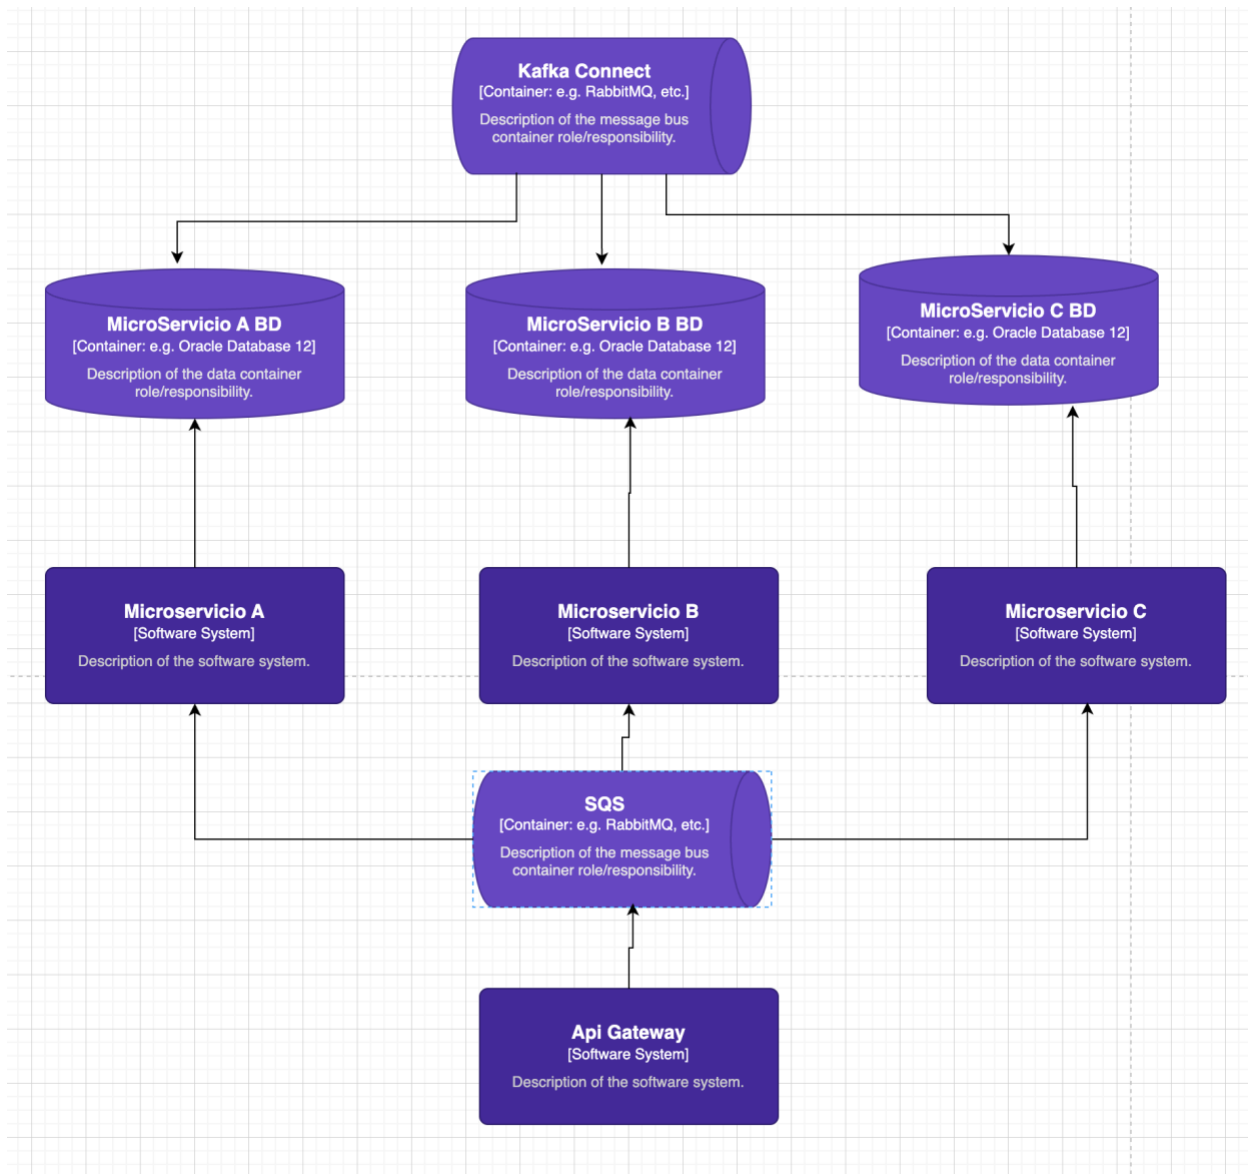 Kafka Connect
[Container: e.g. RabbitMQ, etc.]
Description of the message bus
container role/responsibility.
MicroServicio A BD
[Container: e.g. Oracle Database 12]
Description of the data container
role/responsibility.
MicroServicio B BD
[Container: e.g. Oracle Database 12]
Description of the data container
role/responsibility.
MicroServicio C BD
[Container: e.g. Oracle Database 12]
Description of the data container
role/responsibility.
Microservicio A
[Software System]
Description of the software system.
Microservicio B
[Software System]
Description of the software system.
Microservicio C
[Software System]
Description of the software system.
SQS
[Container: e.g. RabbitMQ, etc.]
Description of the message bus
container role/responsibility.
Api Gateway
[Software System]
Description of the software system.